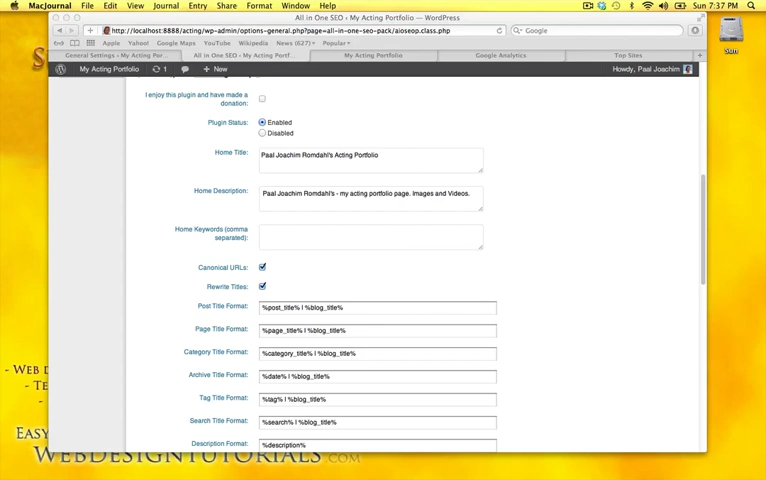 MacJournal File Edit View Journal Entry Share Format Window Help Sun 7:37 PM
All in One SEO ‹ My Acting Portfolio — WordPress
http://localhost:8888/acting/wp-admin/options-general.php?page=all-in-one-seo-pack/aioseop.class.php
Google
Apple Yahoo! Google Maps YouTube Wikipedia News (627) Popular
General Settings ‹ My Acting Por...
All in One SEO ‹ My Acting Portfo...
My Acting Portfolio
Google Analytics
Top Sites
My Acting Portfolio 1 + New Howdy, Paal Joachim
Sun
I enjoy this plugin and have made a
donation:
Plugin Status: Enabled
Disabled
Home Title: Paal Joachim Romdahl's Acting Portfolio
Home Description: Paal Joachim Romdahl's - my acting portfolio page. Images and Videos.
Home Keywords (comma
separated):
Canonical URLs:
Rewrite Titles:
Post Title Format: %post_title% | %blog_title%
Page Title Format: %page_title% | %blog_title%
Category Title Format: %category_title% | %blog_title%
Archive Title Format: %date% | %blog_title%
Tag Title Format: %tag% | %blog_title%
Search Title Format: %search% | %blog_title%
Description Format: %description%
- Web d
- Te
Easy
WebDesignTutorials.com